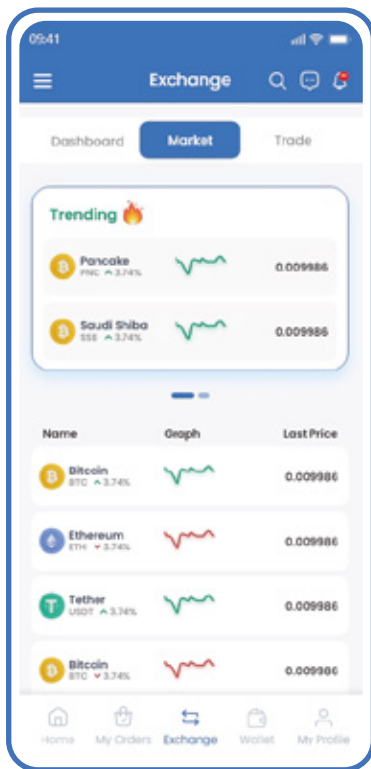 09:41
Exchange
Dashboard Market Trade
Trending
Pancake
PNC 3.74%
0.009986
Saudi Shiba
SSB 3.74%
0.009986
Name Graph Last Price
Bitcoin
BTC 3.74%
0.009986
Ethereum
ETH 3.74%
0.009986
Tether
USDT 3.74%
0.009986
Bitcoin
BTC 3.74%
0.009986
Home My Orders Exchange Wallet My Profile